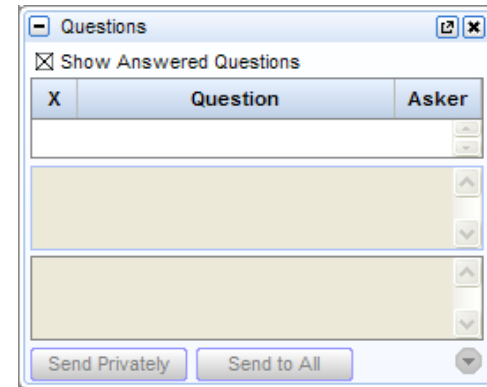 Questions
Show Answered Questions
X Question Asker
Send Privately Send to All